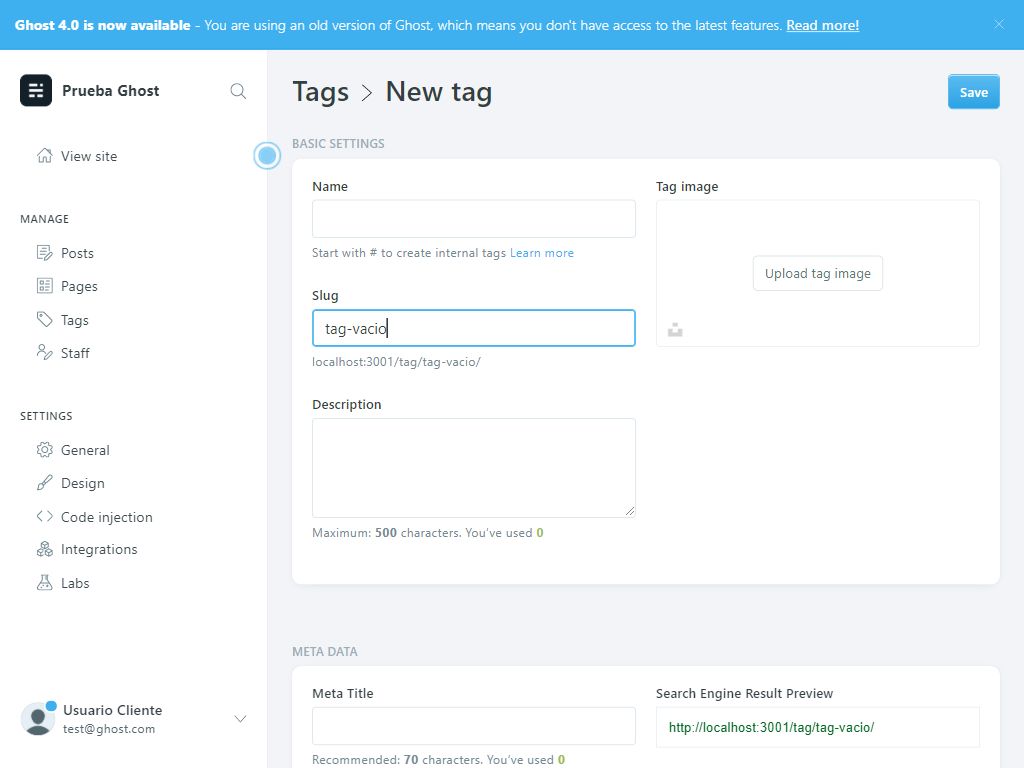 Ghost 4.0 is now available - You are using an old version of Ghost, which means you don't have access to the latest features. Read more!
Prueba Ghost
View site
MANAGE
Posts
Pages
Tags
Staff
SETTINGS
General
Design
Code injection
Integrations
Labs
Usuario Cliente
test@ghost.com
Tags > New tag
Save
BASIC SETTINGS
Name
Start with # to create internal tags Learn more
Slug
tag-vacio
localhost:3001/tag/tag-vacio/
Description
Maximum: 500 characters. You've used 0
Tag image
Upload tag image
META DATA
Meta Title
Recommended: 70 characters. You've used 0
Search Engine Result Preview
http://localhost:3001/tag/tag-vacio/